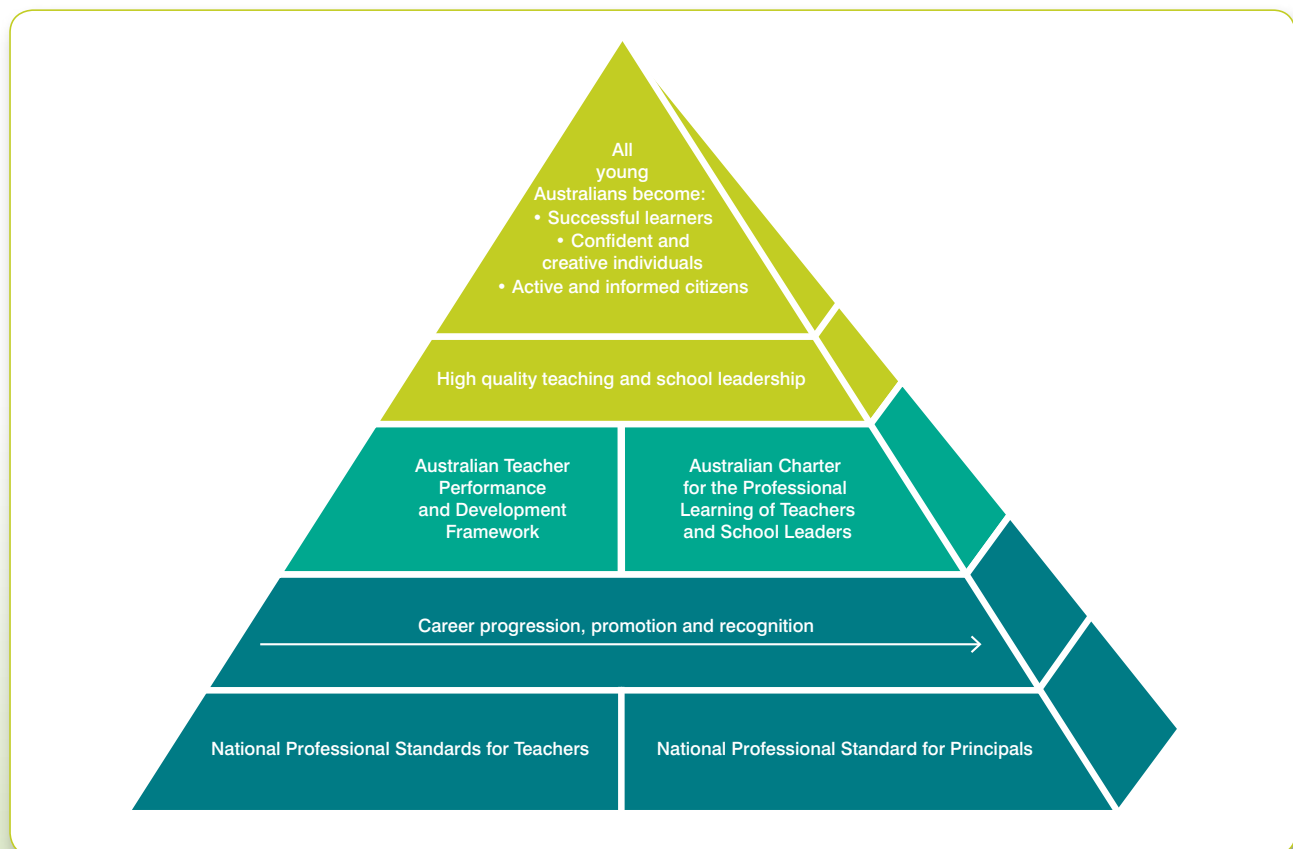 All
young
Australians become:
• Successful learners
• Confident and
creative individuals
• Active and informed citizens
High quality teaching and school leadership
Australian Teacher
Performance
and Development
Framework
Australian Charter
for the Professional
Learning of Teachers
and School Leaders
Career progression, promotion and recognition
National Professional Standards for Teachers
National Professional Standard for Principals